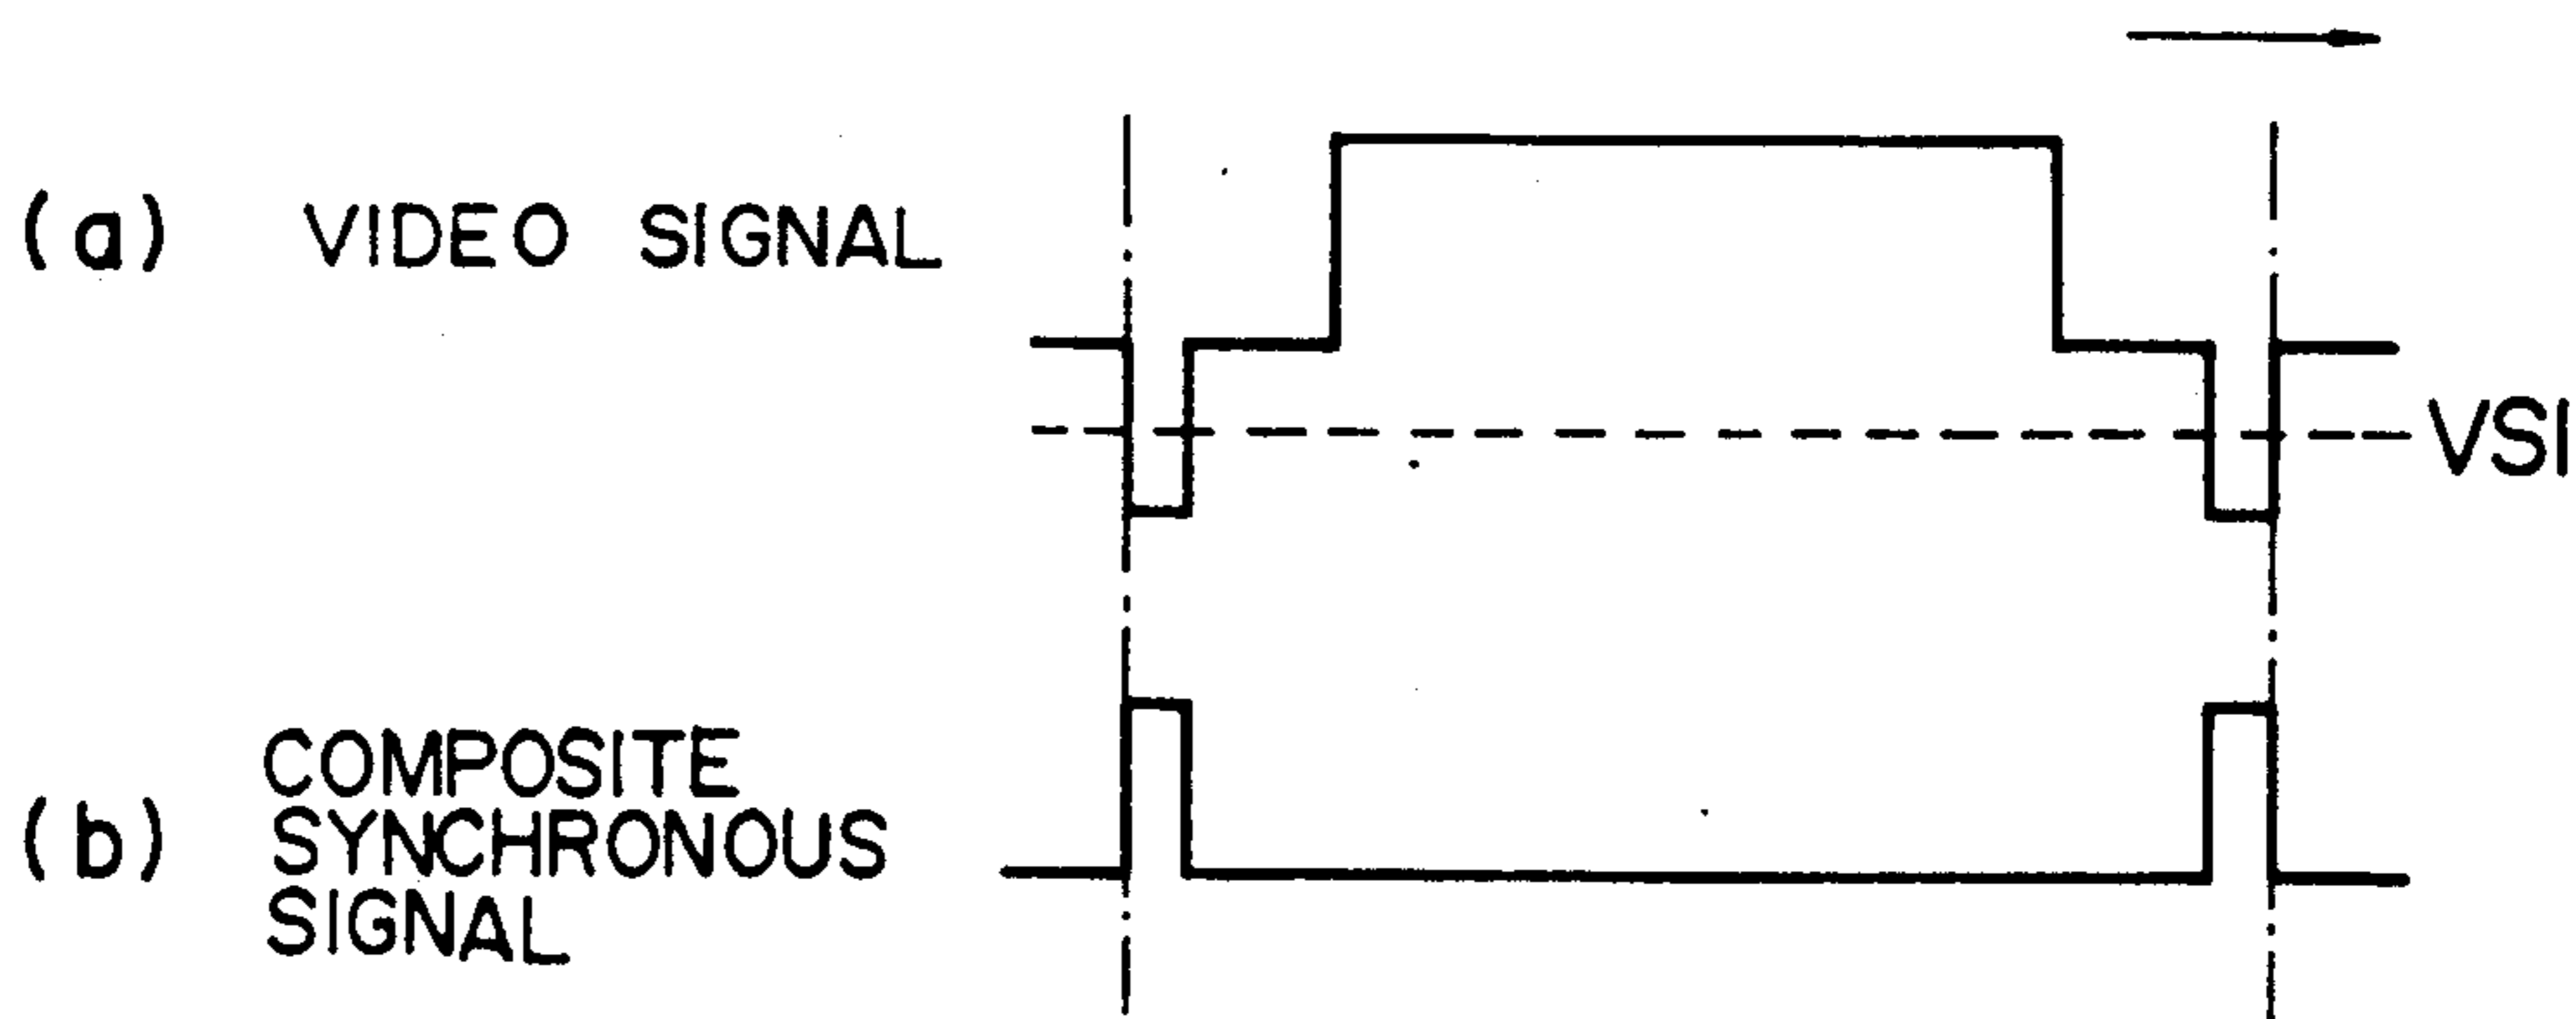 (a) VIDEO SIGNAL
VSI
COMPOSITE
(b) SYNCHRONOUS
SIGNAL